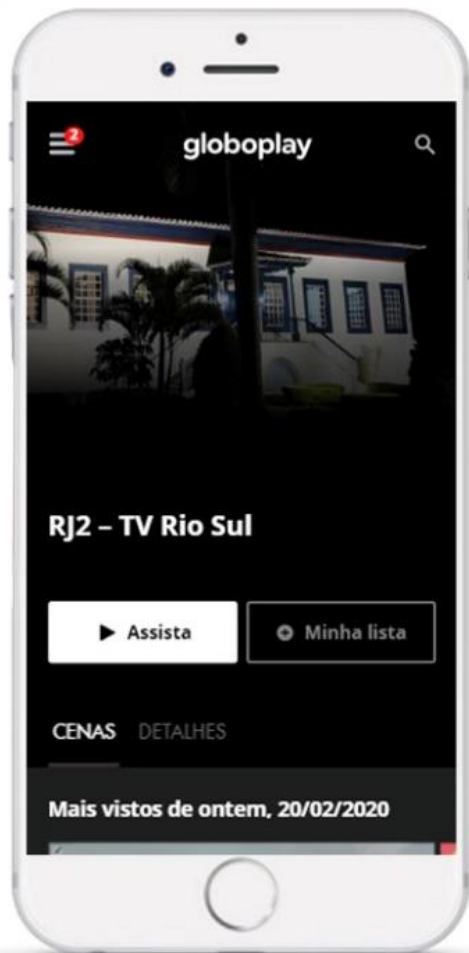 2
globoplay
RJ2 – TV Rio Sul
Assista
Minha lista
CENAS DETALHES
Mais vistos de ontem, 20/02/2020